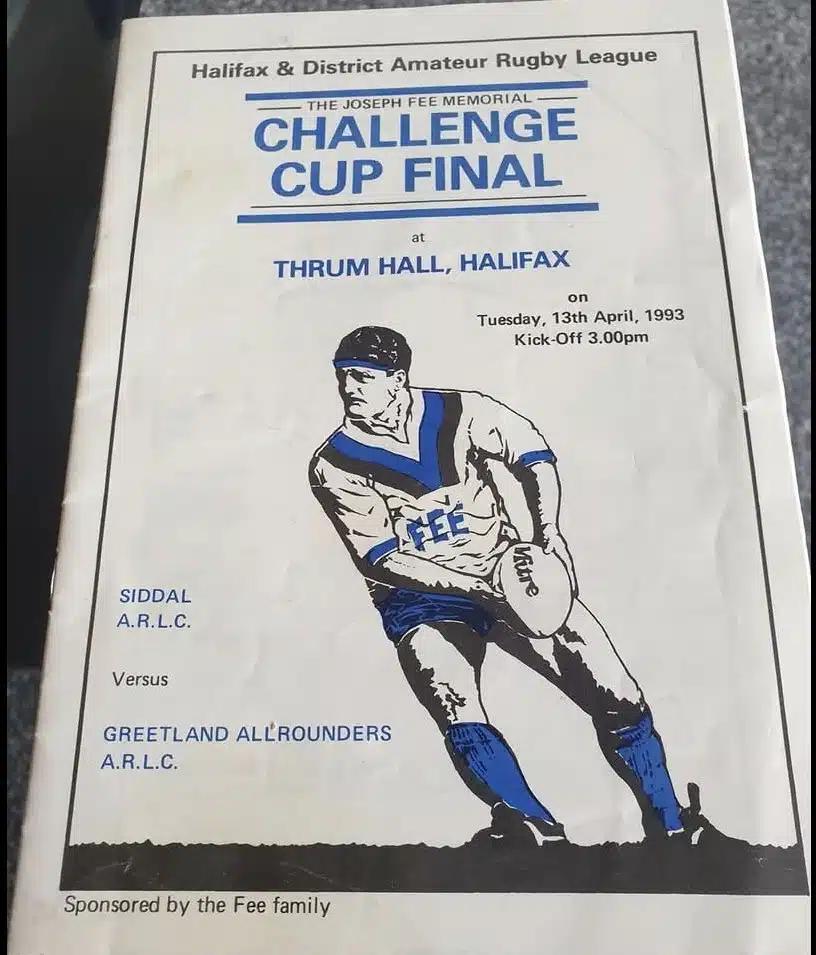 Halifax & District Amateur Rugby League
THE JOSEPH FEE MEMORIAL
CHALLENGE
CUP FINAL
at
THRUM HALL, HALIFAX
on
Tuesday, 13th April, 1993
Kick-Off 3.00pm
FEE
Mitre
SIDDAL
A.R.L.C.
Versus
GREETLAND ALLROUNDERS
A.R.L.C.
Sponsored by the Fee family